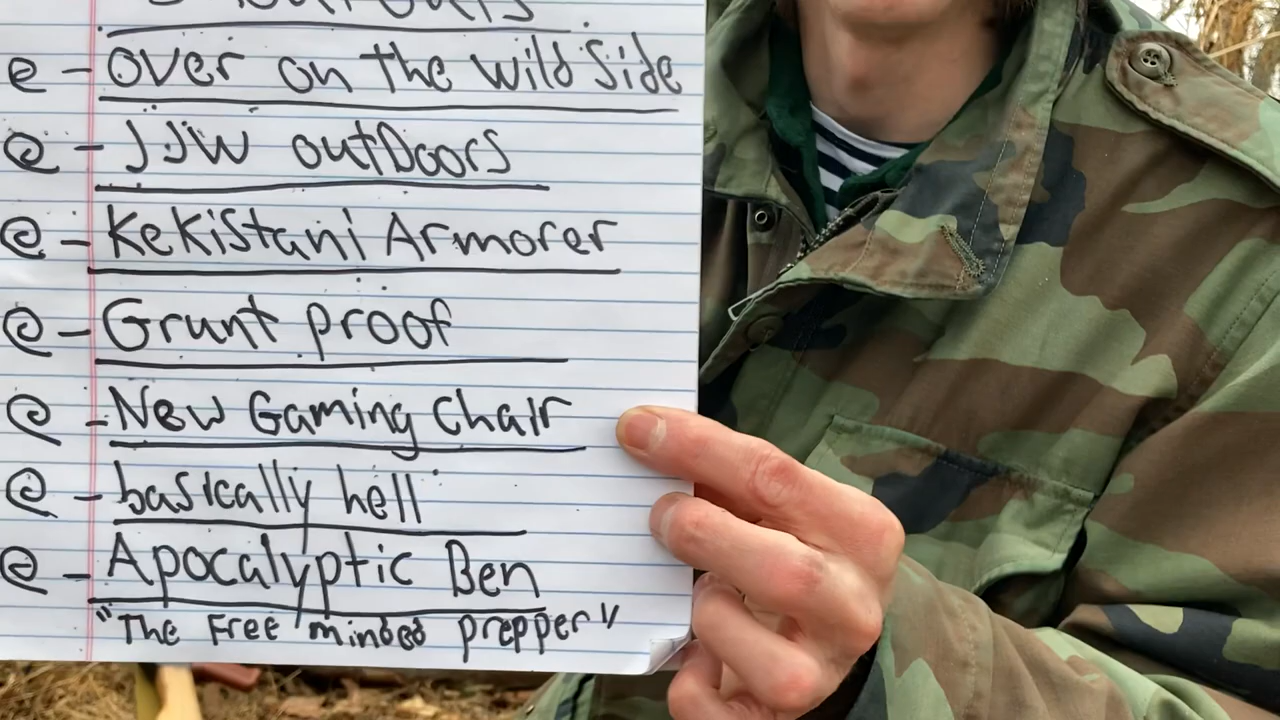 e - over on the wild side
@ - JJW outDoors
@ - Kekistani Armorer
@ - Grunt proof
@ - New Gaming chair
@ - basically hell
@ - Apocalyptic Ben
"The Free minded prepper"